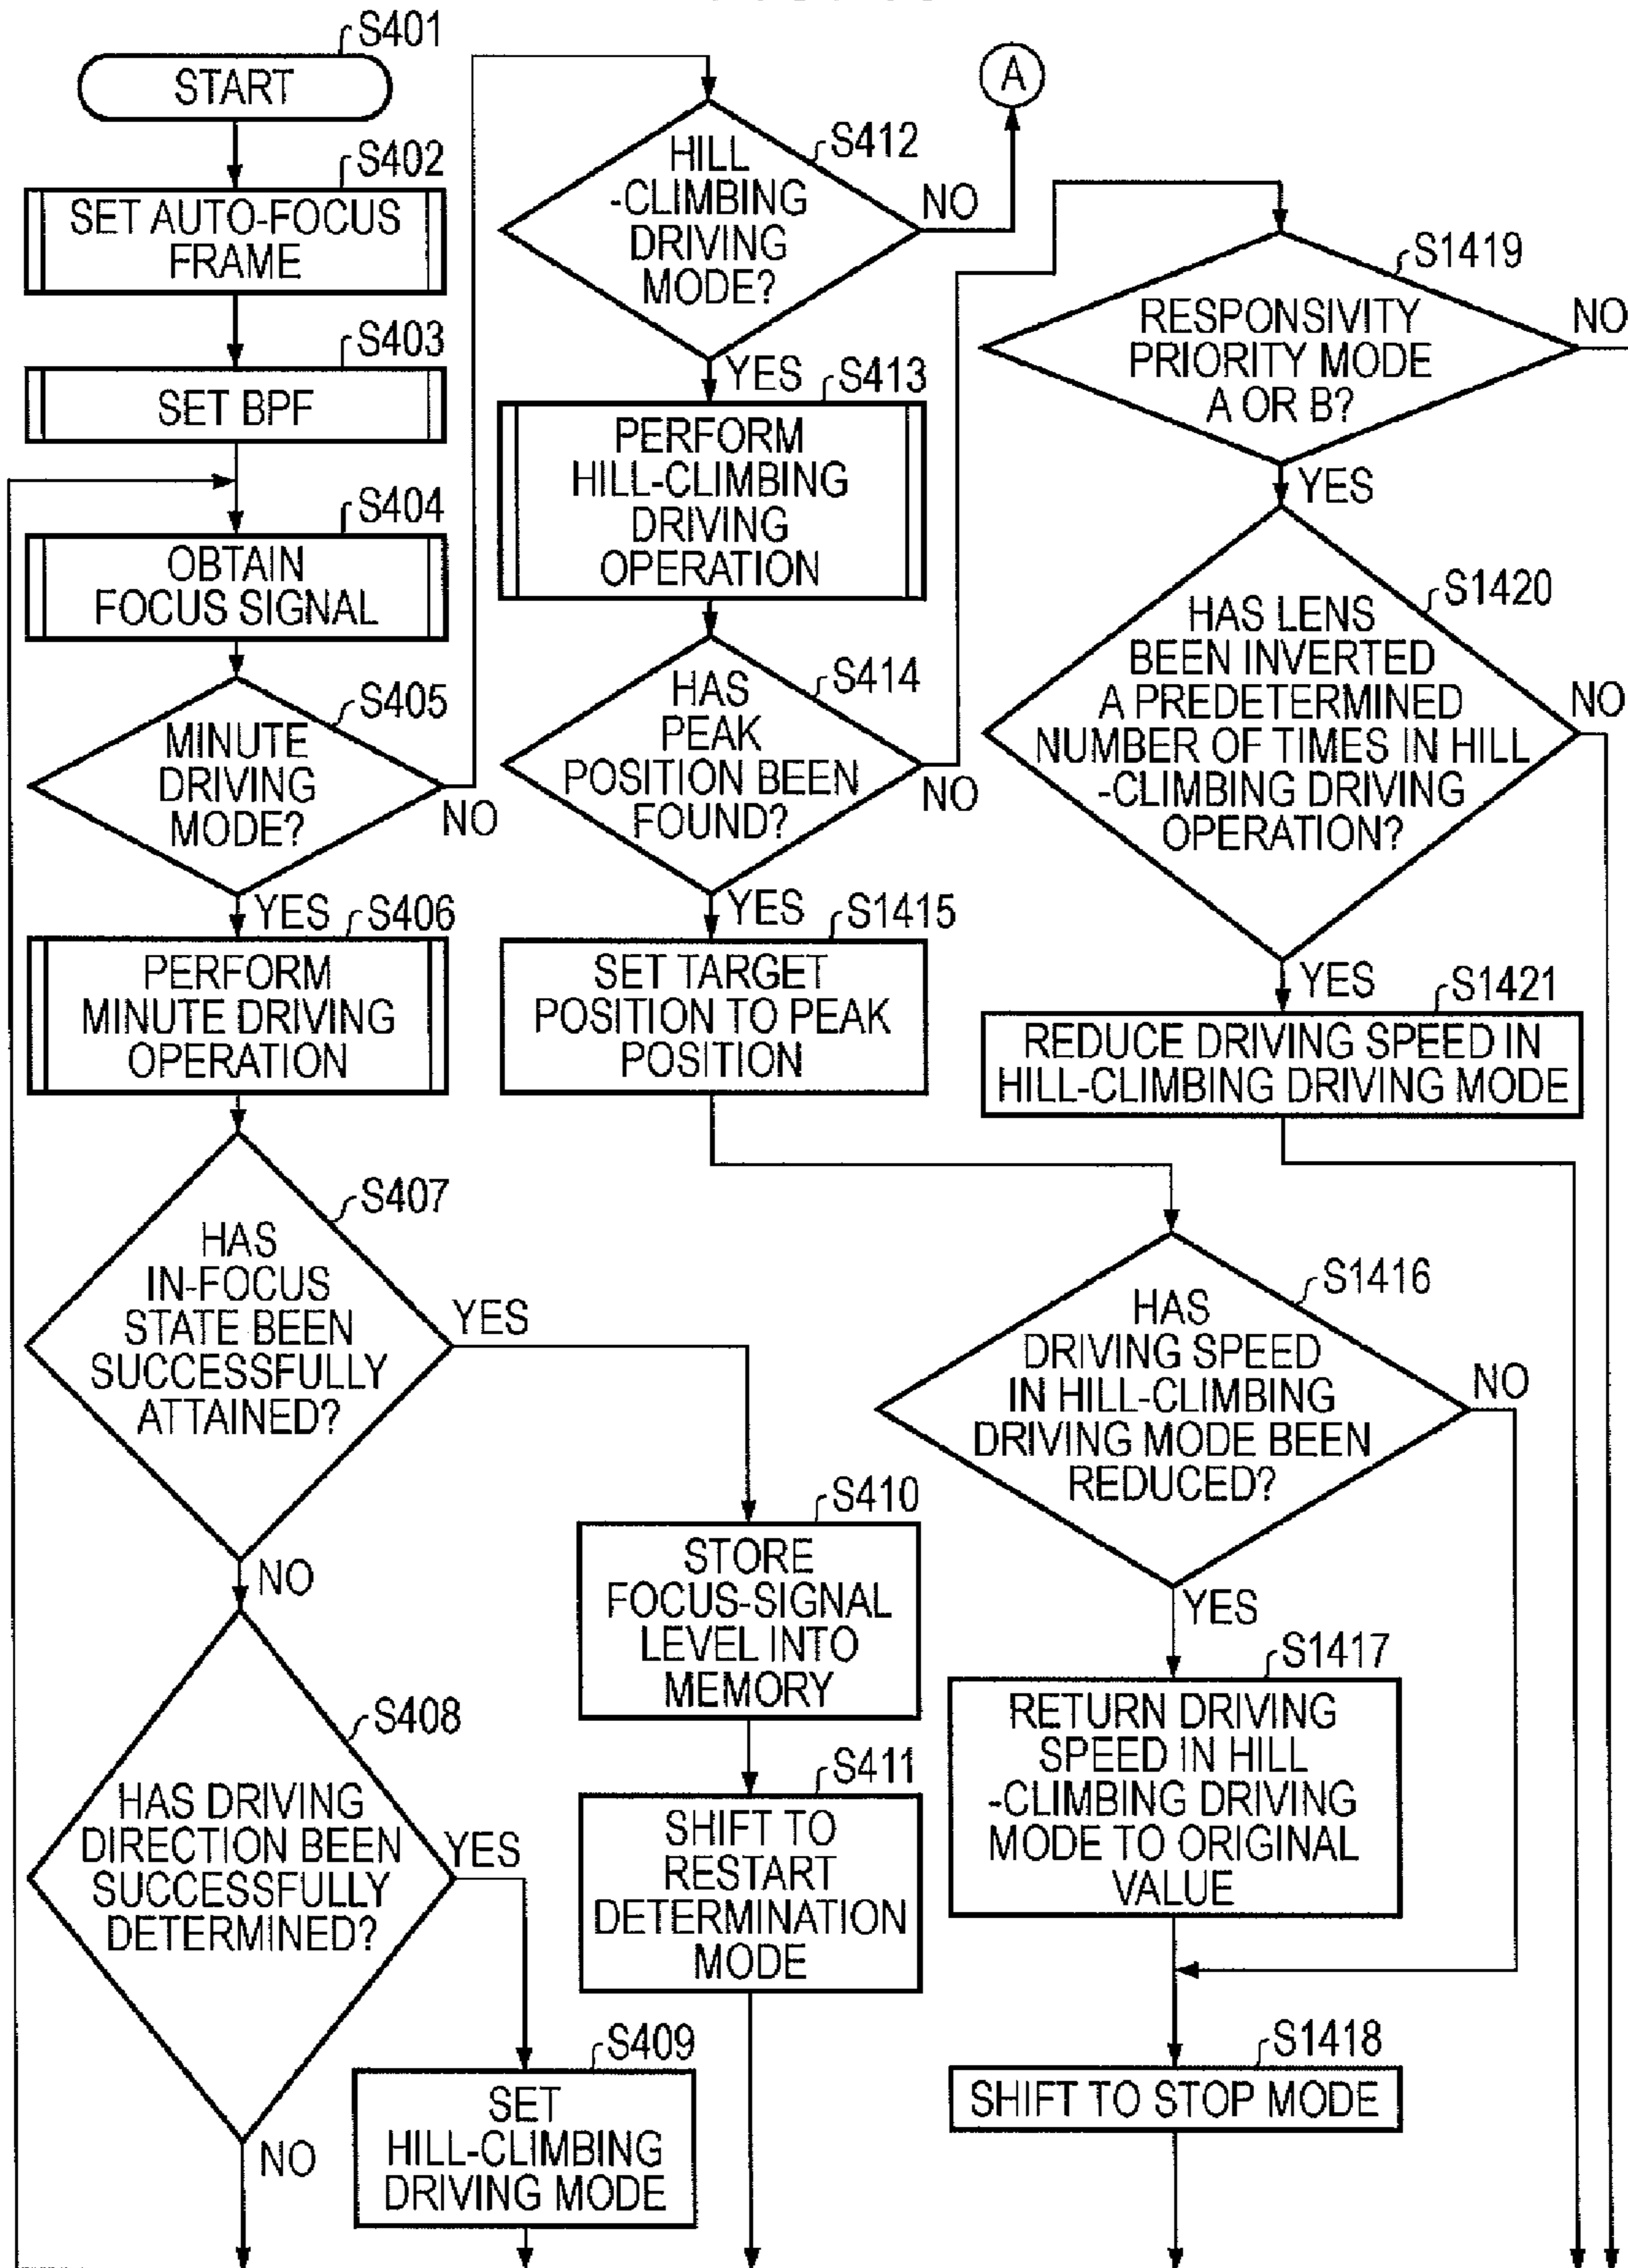 S401
START
S402
SET AUTO-FOCUS
FRAME
S403
SET BPF
S404
OBTAIN
FOCUS SIGNAL
S405
MINUTE
DRIVING
MODE?
NO
YES
S406
PERFORM
MINUTE DRIVING
OPERATION
S407
HAS
IN-FOCUS
STATE BEEN
SUCCESSFULLY
ATTAINED?
YES
NO
S408
HAS DRIVING
DIRECTION BEEN
SUCCESSFULLY
DETERMINED?
YES
NO
S409
SET
HILL-CLIMBING
DRIVING MODE
S410
STORE
FOCUS-SIGNAL
LEVEL INTO
MEMORY
S411
SHIFT TO
RESTART
DETERMINATION
MODE
A
S412
HILL
-CLIMBING
DRIVING
MODE?
NO
YES
S413
PERFORM
HILL-CLIMBING
DRIVING
OPERATION
S414
HAS
PEAK
POSITION BEEN
FOUND?
NO
YES
S1415
SET TARGET
POSITION TO PEAK
POSITION
S1416
HAS
DRIVING SPEED
IN HILL-CLIMBING
DRIVING MODE BEEN
REDUCED?
NO
YES
S1417
RETURN DRIVING
SPEED IN HILL
-CLIMBING DRIVING
MODE TO ORIGINAL
VALUE
S1418
SHIFT TO STOP MODE
S1419
RESPONSIVITY
PRIORITY MODE
A OR B?
NO
YES
S1420
HAS LENS
BEEN INVERTED
A PREDETERMINED
NUMBER OF TIMES IN HILL
-CLIMBING DRIVING
OPERATION?
NO
YES
S1421
REDUCE DRIVING SPEED IN
HILL-CLIMBING DRIVING MODE